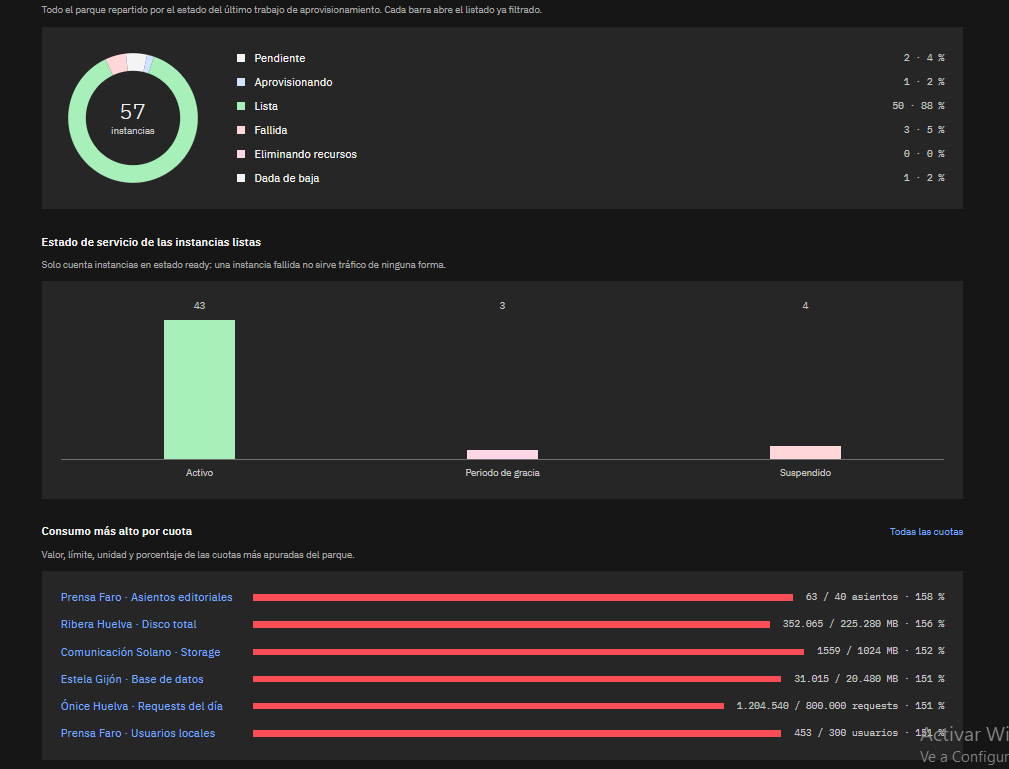 Todo el parque repartido por el estado del último trabajo de aprovisionamiento. Cada barra abre el listado ya filtrado.
57
instancias
Pendiente 2 · 4 %
Aprovisionando 1 · 2 %
Lista 50 · 88 %
Fallida 3 · 5 %
Eliminando recursos 0 · 0 %
Dada de baja 1 · 2 %
Estado de servicio de las instancias listas
Solo cuenta instancias en estado ready: una instancia fallida no sirve tráfico de ninguna forma.
43 3 4
Activo Periodo de gracia Suspendido
Consumo más alto por cuota Todas las cuotas
Valor, límite, unidad y porcentaje de las cuotas más apuradas del parque.
Prensa Faro · Asientos editoriales 63 / 40 asientos · 158 %
Ribera Huelva · Disco total 352.065 / 225.280 MB · 156 %
Comunicación Solano · Storage 1559 / 1024 MB · 152 %
Estela Gijón · Base de datos 31.015 / 20.480 MB · 151 %
Ónice Huelva · Requests del día 1.204.540 / 800.000 requests · 151 %
Prensa Faro · Usuarios locales 453 / 300 usuarios · 151 %
Activar Wi
Ve a Configur